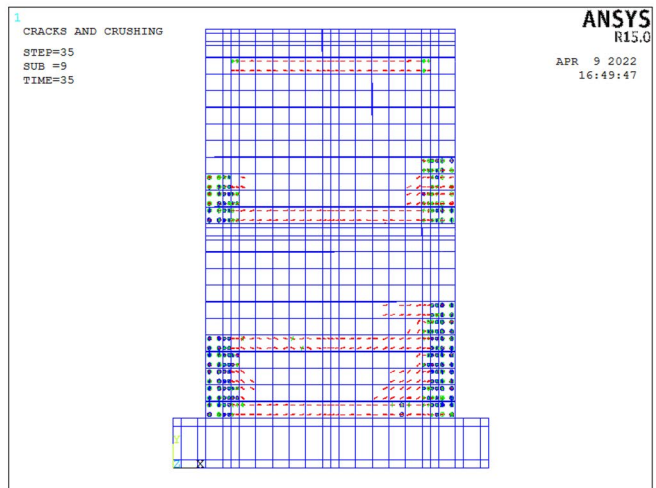 1
CRACKS AND CRUSHING
STEP=35
SUB =9
TIME=35
ANSYS
R15.0
APR 9 2022
16:49:47
Y
Z X